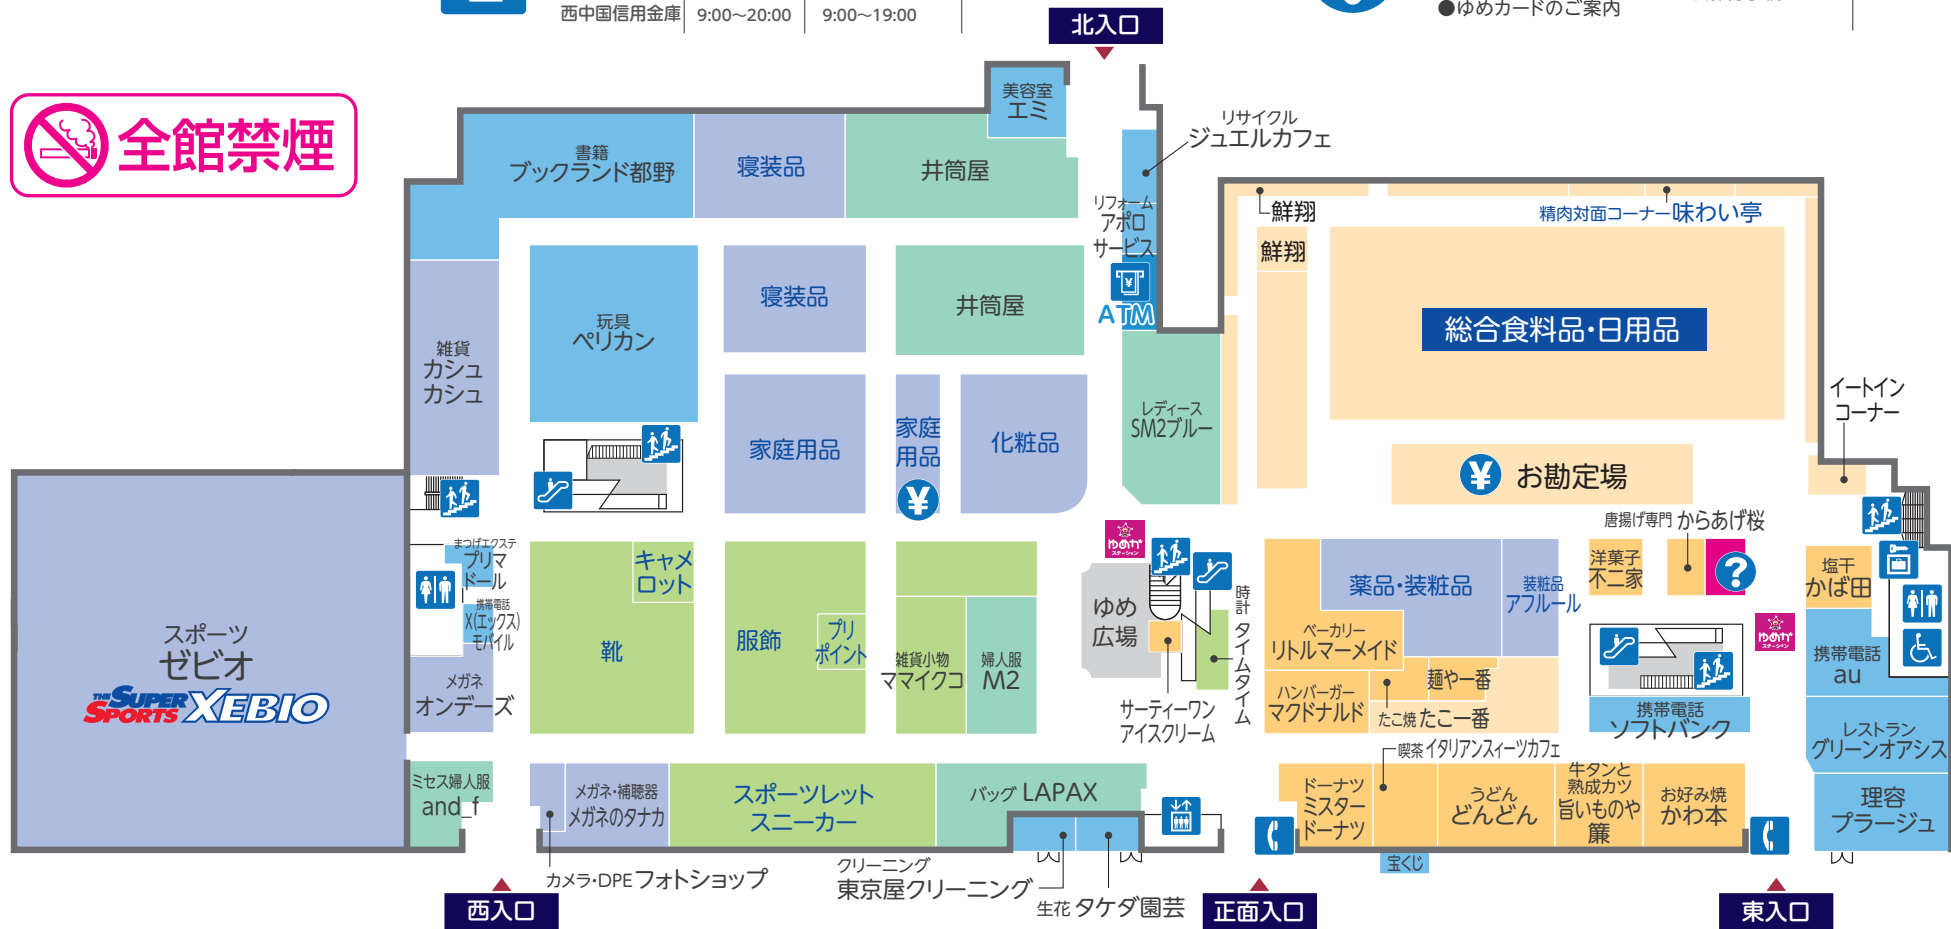 西中国信用金庫 9:00～20:00 9:00～19:00
●ゆめカードのご案内
北入口
全館禁煙
美容室
エミ
リサイクル
ジュエルカフェ
書籍
ブックランド都野
寝装品
井筒屋
リフォーム
アポロ
サービス
ATM
鮮翔
精肉対面コーナー 味わい亭
鮮翔
総合食料品・日用品
雑貨
カシュ
カシュ
玩具
ペリカン
寝装品
井筒屋
レディース
SM2ブルー
イートイン
コーナー
家庭用品
家庭
用品
¥
化粧品
¥ お勘定場
唐揚げ専門 からあげ桜
まつげエクステ
プリマ
ドール
携帯電話
X(エックス)
モバイル
メガネ
オンデーズ
スポーツ
ゼビオ
THE SUPER SPORTS XEBIO
キャメ
ロット
靴
服飾
プリ
ポイント
雑貨小物
ママイクコ
婦人服
M2
ゆめか
ステーション
ゆめ
広場
時計 タイムタイム
サーティーワン
アイスクリーム
薬品・装粧品
装粧品
アフルール
ベーカリー
リトルマーメイド
ハンバーガー
マクドナルド
麺や一番
たこ焼 たこ一番
洋菓子
不二家
?
ゆめか
ステーション
塩干
かば田
携帯電話
au
携帯電話
ソフトバンク
レストラン
グリーンオアシス
理容
プラージュ
喫茶 イタリアンスィーツカフェ
ミセス婦人服
and_f
メガネ・補聴器
メガネのタナカ
スポーツレット
スニーカー
バッグ LAPAX
ドーナツ
ミスター
ドーナツ
うどん
どんどん
牛タンと
熟成カツ
旨いものや
簾
お好み焼
かわ本
宝くじ
カメラ・DPE フォトショップ
クリーニング
東京屋クリーニング
生花 タケダ園芸
西入口
正面入口
東入口